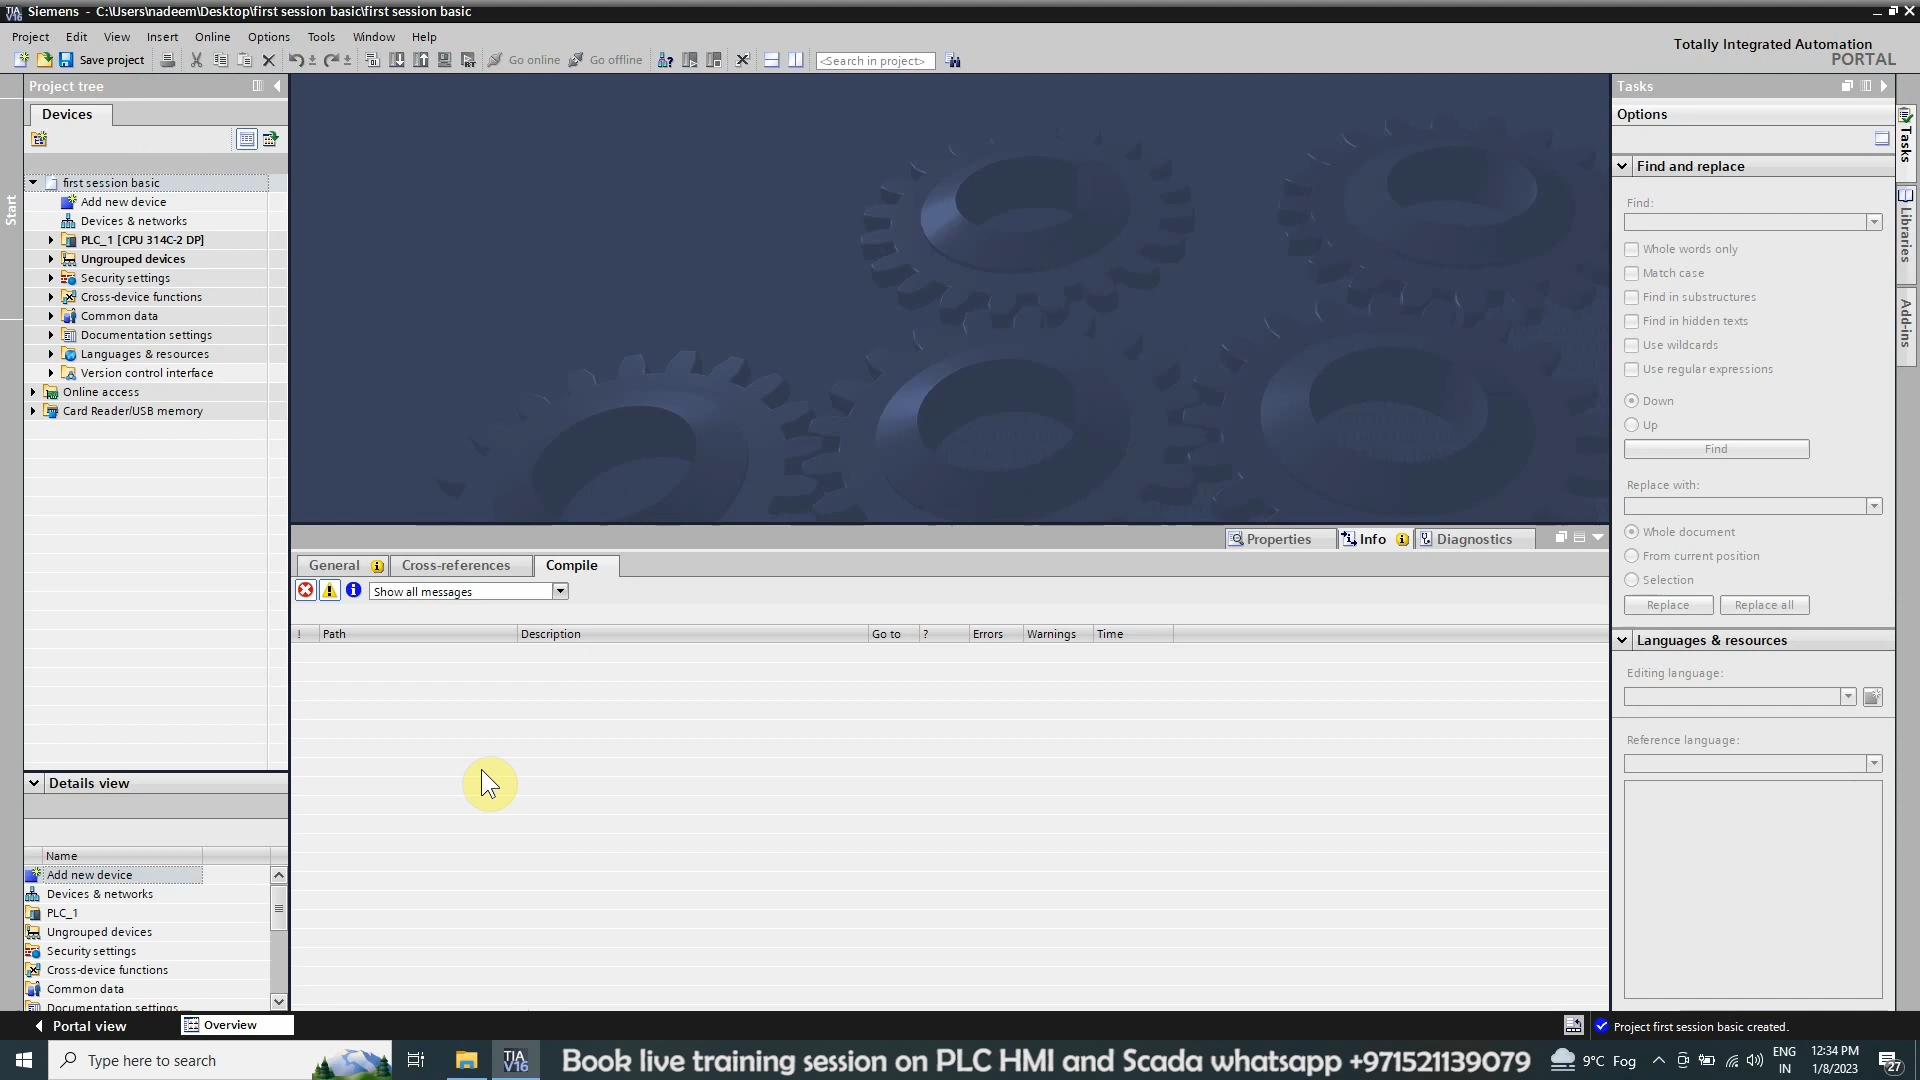 TIA V16 Siemens - C:\Users\nadeem\Desktop\first session basic\first session basic
Project Edit View Insert Online Options Tools Window Help
Totally Integrated Automation
PORTAL
Save project Go online Go offline <Search in project>
Project tree
Devices
Start
first session basic
Add new device
Devices & networks
PLC_1 [CPU 314C-2 DP]
Ungrouped devices
Security settings
Cross-device functions
Common data
Documentation settings
Languages & resources
Version control interface
Online access
Card Reader/USB memory
Details view
Name
Add new device
Devices & networks
PLC_1
Ungrouped devices
Security settings
Cross-device functions
Common data
Documentation settings
Properties Info Diagnostics
General Cross-references Compile
Show all messages
! Path Description Go to ? Errors Warnings Time
Tasks
Options
Find and replace
Find:
Whole words only
Match case
Find in substructures
Find in hidden texts
Use wildcards
Use regular expressions
Down
Up
Find
Replace with:
Whole document
From current position
Selection
Replace Replace all
Languages & resources
Editing language:
Reference language:
Tasks
Libraries
Add-ins
Portal view Overview Project first session basic created.
Type here to search
TIA V16
Book live training session on PLC HMI and Scada whatsapp +971521139079
9°C Fog
ENG
IN
12:34 PM
1/8/2023
27